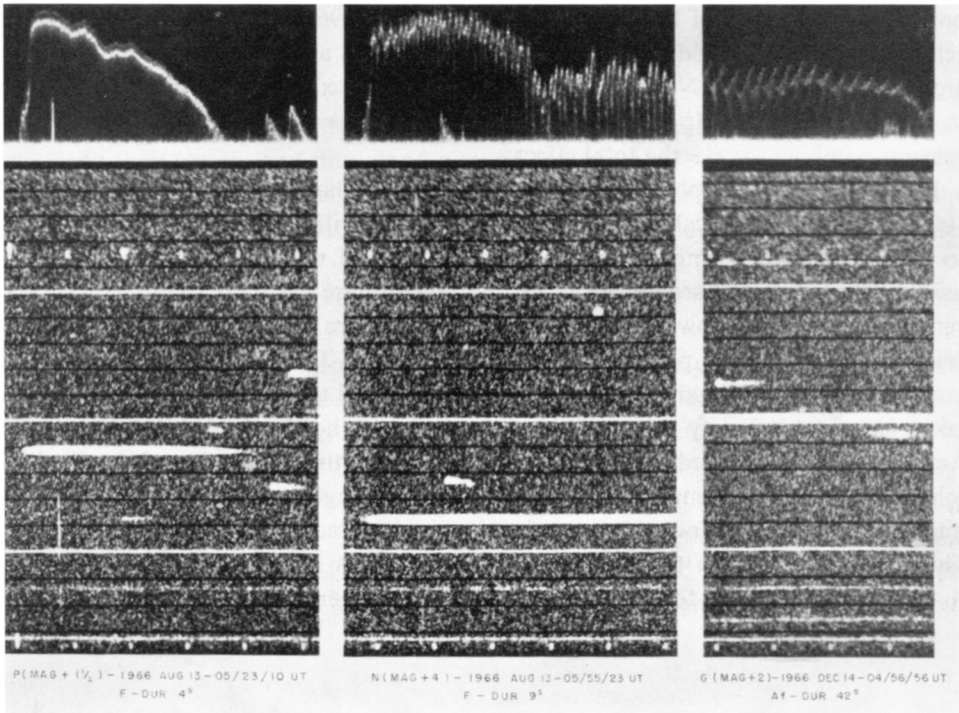 P(MAG + 1½) – 1966 AUG 13–05/23/10 UT
F – DUR 4ˢ
N(MAG+4) – 1966 AUG 13–05/55/23 UT
F – DUR 9ˢ
G (MAG+2)–1966 DEC 14–04/56/56 UT
Af–DUR 42ˢ